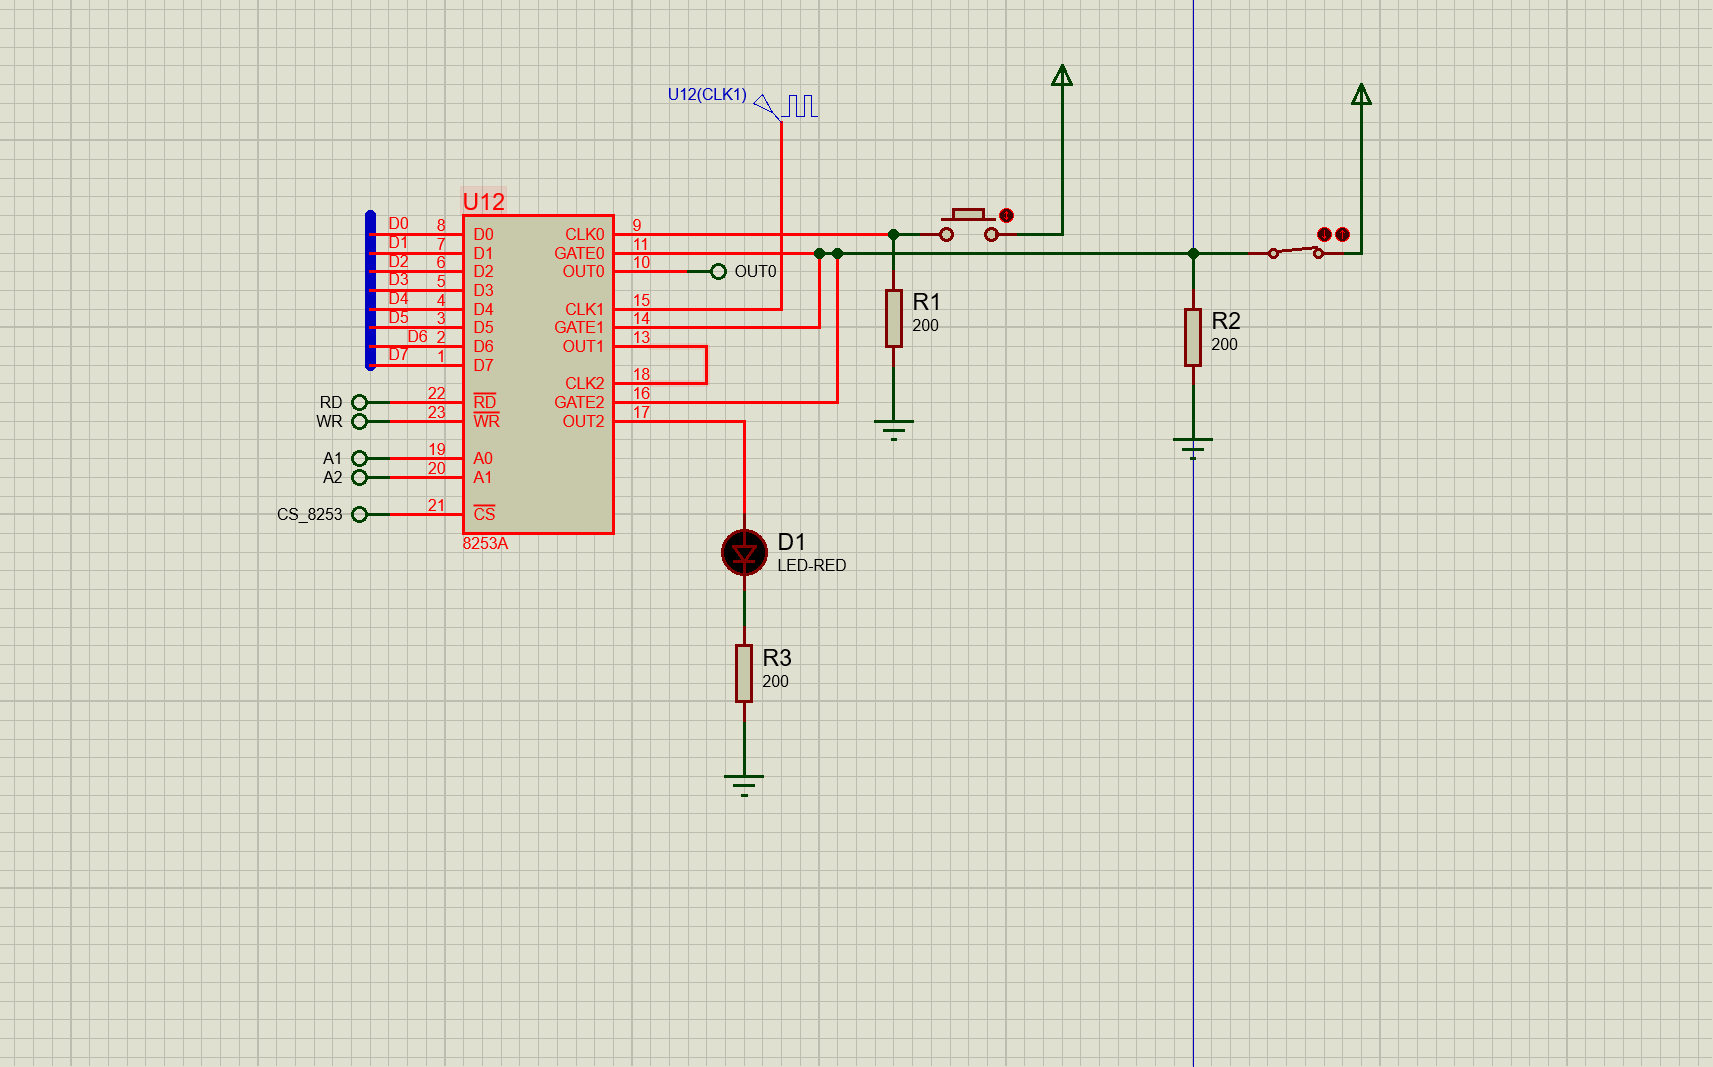 U12(CLK1)
U12
D0 8 D0 CLK0 9
D1 7 D1 GATE0 11
D2 6 D2 OUT0 10 OUT0
D3 5 D3
D4 4 D4 CLK1 15
D5 3 D5 GATE1 14
D6 2 D6 OUT1 13
D7 1 D7
CLK2 18
RD 22 RD GATE2 16
WR 23 WR OUT2 17
A1 19 A0
A2 20 A1
CS_8253 21 CS
8253A
R1
200
R2
200
D1
LED-RED
R3
200